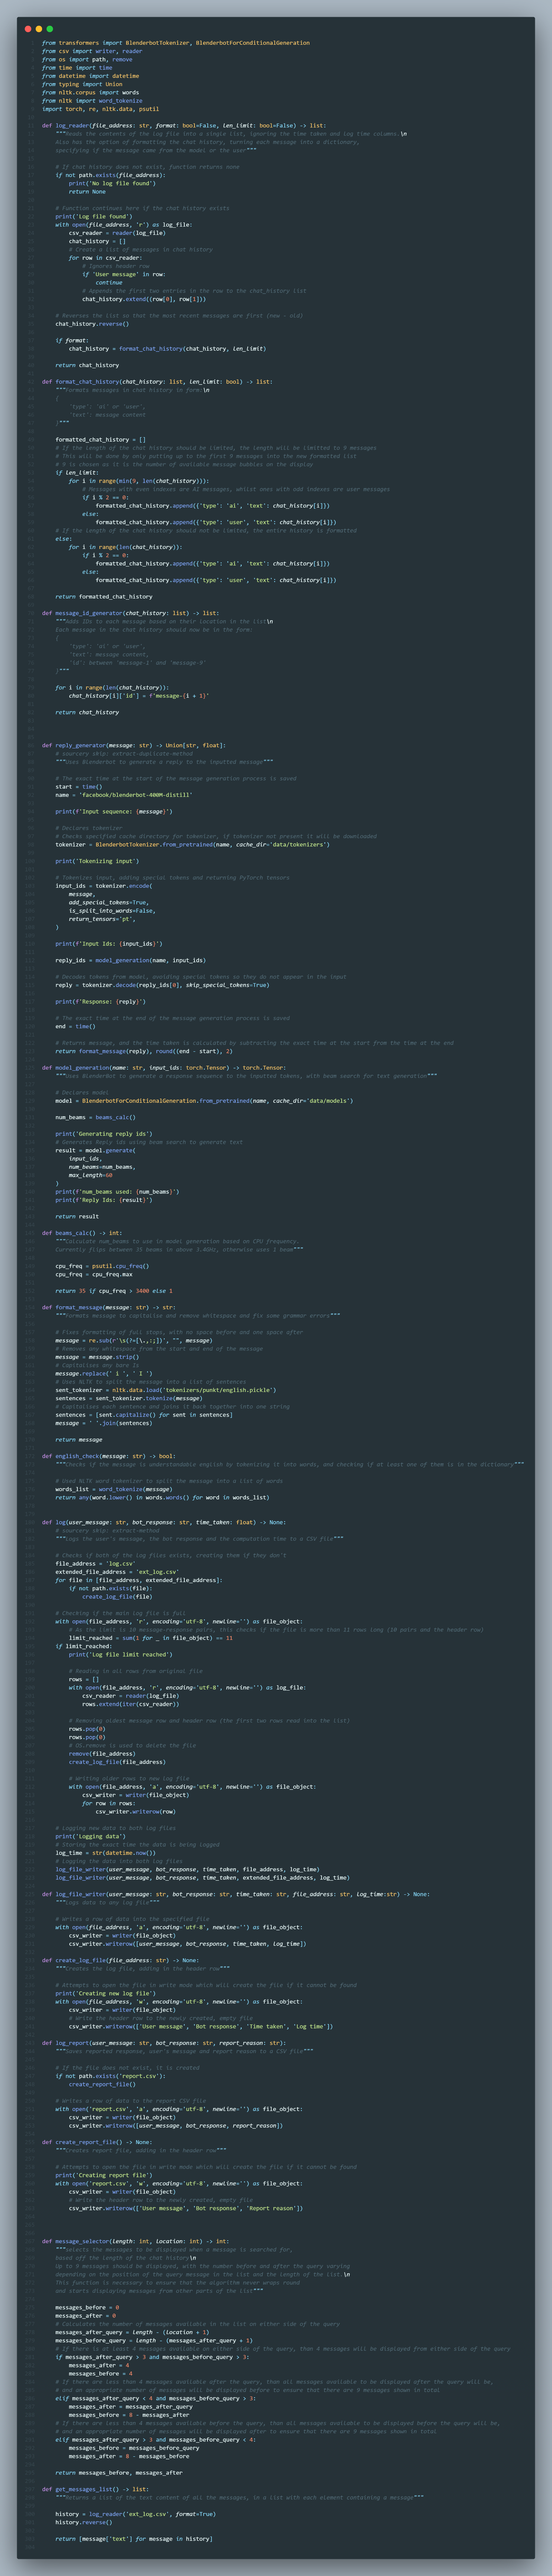 from transformers import BlenderbotTokenizer, BlenderbotForConditionalGeneration
from csv import writer, reader
from os import path, remove
from time import time
from datetime import datetime
from typing import Union
from nltk.corpus import words
from nltk import word_tokenize
import torch, re, nltk.data, psutil
def log_reader(file_address: str, format: bool=False, len_limit: bool=False) -> list:
"""Reads the contents of the log file into a single list, ignoring the time taken and log time columns.\n
Also has the option of formatting the chat history, turning each message into a dictionary,
specifying if the message came from the model or the user"""
# If chat history does not exist, function returns none
if not path.exists(file_address):
print('No log file found')
return None
# Function continues here if the chat history exists
print('Log file found')
with open(file_address, 'r') as log_file:
csv_reader = reader(log_file)
chat_history = []
# Create a list of messages in chat history
for row in csv_reader:
# Ignores header row
if 'User message' in row:
continue
# Appends the first two entries in the row to the chat_history list
chat_history.extend((row[0], row[1]))
# Reverses the list so that the most recent messages are first (new - old)
chat_history.reverse()
if format:
chat_history = format_chat_history(chat_history, len_limit)
return chat_history
def format_chat_history(chat_history: list, len_limit: bool) -> list:
"""Formats messages in chat history in form:\n
{
'type': 'ai' or 'user',
'text': message content
}"""
formatted_chat_history = []
# If the length of the chat history should be limited, the length will be limitted to 9 messages
# This will be done by only putting up to the first 9 messages into the new formatted list
# 9 is chosen as it is the number of available message bubbles on the display
if len_limit:
for i in range(min(9, len(chat_history))):
# Messages with even indexes are AI messages, whilst ones with odd indexes are user messages
if i % 2 == 0:
formatted_chat_history.append({'type': 'ai', 'text': chat_history[i]})
else:
formatted_chat_history.append({'type': 'user', 'text': chat_history[i]})
# If the length of the chat history should not be limited, the entire history is formatted
else:
for i in range(len(chat_history)):
if i % 2 == 0:
formatted_chat_history.append({'type': 'ai', 'text': chat_history[i]})
else:
formatted_chat_history.append({'type': 'user', 'text': chat_history[i]})
return formatted_chat_history
def message_id_generator(chat_history: list) -> list:
"""Adds IDs to each message based on their location in the list\n
Each message in the chat history should now be in the form:
{
'type': 'ai' or 'user',
'text': message content,
'id': between 'message-1' and 'message-9'
}"""
for i in range(len(chat_history)):
chat_history[i]['id'] = f'message-{i + 1}'
return chat_history
def reply_generator(message: str) -> Union[str, float]:
# sourcery skip: extract-duplicate-method
"""Uses Blenderbot to generate a reply to the inputted message"""
# The exact time at the start of the message generation process is saved
start = time()
name = 'facebook/blenderbot-400M-distill'
print(f'Input sequence: {message}')
# Declares tokenizer
# Checks specified cache directory for tokenizer, if tokenizer not present it will be downloaded
tokenizer = BlenderbotTokenizer.from_pretrained(name, cache_dir='data/tokenizers')
print('Tokenizing input')
# Tokenizes input, adding special tokens and returning PyTorch tensors
input_ids = tokenizer.encode(
message,
add_special_tokens=True,
is_split_into_words=False,
return_tensors='pt',
)
print(f'Input Ids: {input_ids}')
reply_ids = model_generation(name, input_ids)
# Decodes tokens from model, avoiding special tokens so they do not appear in the input
reply = tokenizer.decode(reply_ids[0], skip_special_tokens=True)
print(f'Response: {reply}')
# The exact time at the end of the message generation process is saved
end = time()
# Returns message, and the time taken is calculated by subtracting the exact time at the start from the time at the end
return format_message(reply), round((end - start), 2)
def model_generation(name: str, input_ids: torch.Tensor) -> torch.Tensor:
"""Uses BlenderBot to generate a response sequence to the inputted tokens, with beam search for text generation"""
# Declares model
model = BlenderbotForConditionalGeneration.from_pretrained(name, cache_dir='data/models')
num_beams = beams_calc()
print('Generating reply ids')
# Generates Reply ids using beam search to generate text
result = model.generate(
input_ids,
num_beams=num_beams,
max_length=60
)
print(f'num_beams used: {num_beams}')
print(f'Reply Ids: {result}')
return result
def beams_calc() -> int:
"""Calculate num_beams to use in model generation eased on CPU frequency.
Currently flips between 35 beams in above 3.4GHz, otherwise uses 1 beam"""
cpu_freq = psutil.cpu_freq()
cpu_freq = cpu_freq.max
return 35 if cpu_freq > 3400 else 1
def format_message(message: str) -> str:
"""Formats message to capitalise and remove whitespace and fix some grammar errors"""
# Fixes formatting of full stops, with no space before and one space after
message = re.sub(r'\s(?=[\.,:;])', "", message)
# Removes any whitespace from the start and end of the message
message = message.strip()
# Capitalises any bare Is
message.replace(' i ', ' I ')
# Uses NLTK to split the message into a list of sentences
sent_tokenizer = nltk.data.load('tokenizers/punkt/english.pickle')
sentences = sent_tokenizer.tokenize(message)
# Capitalises each sentence and joins it back together into one string
sentences = [sent.capitalize() for sent in sentences]
message = ' '.join(sentences)
return message
def english_check(message: str) -> bool:
"""Checks if the message is understandable english by tokenizing it into words, and checking if at least one of them is in the dictionary"""
# Used NLTK word tokenizer to split the message into a list of words
words_list = word_tokenize(message)
return any(word.lower() in words.words() for word in words_list)
def log(user_message: str, bot_response: str, time_taken: float) -> None:
# sourcery skip: extract-method
"""Logs the user's message, the bot response and the computation time to a CSV file"""
# Checks if both of the log files exists, creating them if they don't
file_address = 'log.csv'
extended_file_address = 'ext_log.csv'
for file in [file_address, extended_file_address]:
if not path.exists(file):
create_log_file(file)
# Checking if the main log file is full
with open(file_address, 'r', encoding='utf-8', newline='') as file_object:
# As the limit is 10 message-response pairs, this checks if the file is more than 11 rows long (10 pairs and the header row)
limit_reached = sum(1 for _ in file_object) == 11
if limit_reached:
print('Log file limit reached')
# Reading in all rows from original file
rows = []
with open(file_address, 'r', encoding='utf-8', newline='') as log_file:
csv_reader = reader(log_file)
rows.extend(iter(csv_reader))
# Removing oldest message row and header row (the first two rows read into the list)
rows.pop(0)
rows.pop(0)
# OS.remove is used to delete the file
remove(file_address)
create_log_file(file_address)
# Writing older rows to new log file
with open(file_address, 'a', encoding='utf-8', newline='') as file_object:
csv_writer = writer(file_object)
for row in rows:
csv_writer.writerow(row)
# Logging new data to both log files
print('Logging data')
# Storing the exact time the data is being logged
log_time = str(datetime.now())
# Logging the data into both log files
log_file_writer(user_message, bot_response, time_taken, file_address, log_time)
log_file_writer(user_message, bot_response, time_taken, extended_file_address, log_time)
def log_file_writer(user_message: str, bot_response: str, time_taken: str, file_address: str, log_time:str) -> None:
"""Logs data to any log file"""
# Writes a row of data into the specified file
with open(file_address, 'a', encoding='utf-8', newline='') as file_object:
csv_writer = writer(file_object)
csv_writer.writerow([user_message, bot_response, time_taken, log_time])
def create_log_file(file_address: str) -> None:
"""Creates the log file, adding in the header row"""
# Attempts to open the file in write mode which will create the file if it cannot be found
print('Creating new log file')
with open(file_address, 'w', encoding='utf-8', newline='') as file_object:
csv_writer = writer(file_object)
# Write the header row to the newly created, empty file
csv_writer.writerow(['User message', 'Bot response', 'Time taken', 'Log time'])
def log_report(user_message: str, bot_response: str, report_reason: str):
"""Saves reported response, user's message and report reason to a CSV file"""
# If the file does not exist, it is created
if not path.exists('report.csv'):
create_report_file()
# Writes a row of data to the report CSV file
with open('report.csv', 'a', encoding='utf-8', newline='') as file_object:
csv_writer = writer(file_object)
csv_writer.writerow([user_message, bot_response, report_reason])
def create_report_file() -> None:
"""Creates report file, adding in the header row"""
# Attempts to open the file in write mode which will create the file if it cannot be found
print('Creating report file')
with open('report.csv', 'w', encoding='utf-8', newline='') as file_object:
csv_writer = writer(file_object)
# Write the header row to the newly created, empty file
csv_writer.writerow(['User message', 'Bot response', 'Report reason'])
def message_selector(length: int, location: int) -> int:
"""Selects the messages to be displayed when a message is searched for,
based off the length of the chat history\n
Up to 9 messages should be displayed, with the number before and after the query varying
depending on the position of the query message in the list and the length of the list.\n
This function is necessary to ensure that the algorithm never wraps round
and starts displaying messages from other parts of the list"""
messages_before = 0
messages_after = 0
# Calculates the number of messages available in the list on either side of the query
messages_after_query = length - (location + 1)
messages_before_query = length - (messages_after_query + 1)
# If there is at least 4 messages available on either side of the query, than 4 messages will be displayed from either side of the query
if messages_after_query > 3 and messages_before_query > 3:
messages_after = 4
messages_before = 4
# If there are less than 4 messages available after the query, than all messages available to be displayed after the query will be,
# and an appropriate number of messages will be displayed before to ensure that there are 9 messages shown in total
elif messages_after_query < 4 and messages_before_query > 3:
messages_after = messages_after_query
messages_before = 8 - messages_after
# If there are less than 4 messages available before the query, than all messages available to be displayed before the query will be,
# and an appropriate number of messages will be displayed after to ensure that there are 9 messages shown in total
elif messages_after_query > 3 and messages_before_query < 4:
messages_before = messages_before_query
messages_after = 8 - messages_before
return messages_before, messages_after
def get_messages_list() -> list:
"""Returns a list of the text content of all the messages, in a list with each element containing a message"""
history = log_reader('ext_log.csv', format=True)
history.reverse()
return [message['text'] for message in history]